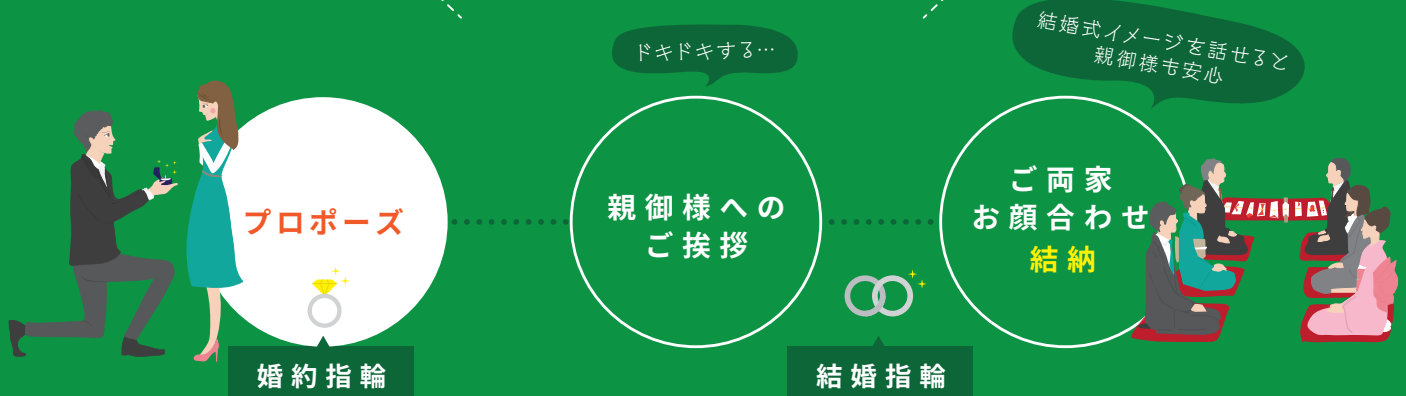 プロポーズ
婚約指輪
ドキドキする…
親御様への
ご挨拶
結婚指輪
結婚式イメージを話せると
親御様も安心
ご両家
お顔合わせ
結納